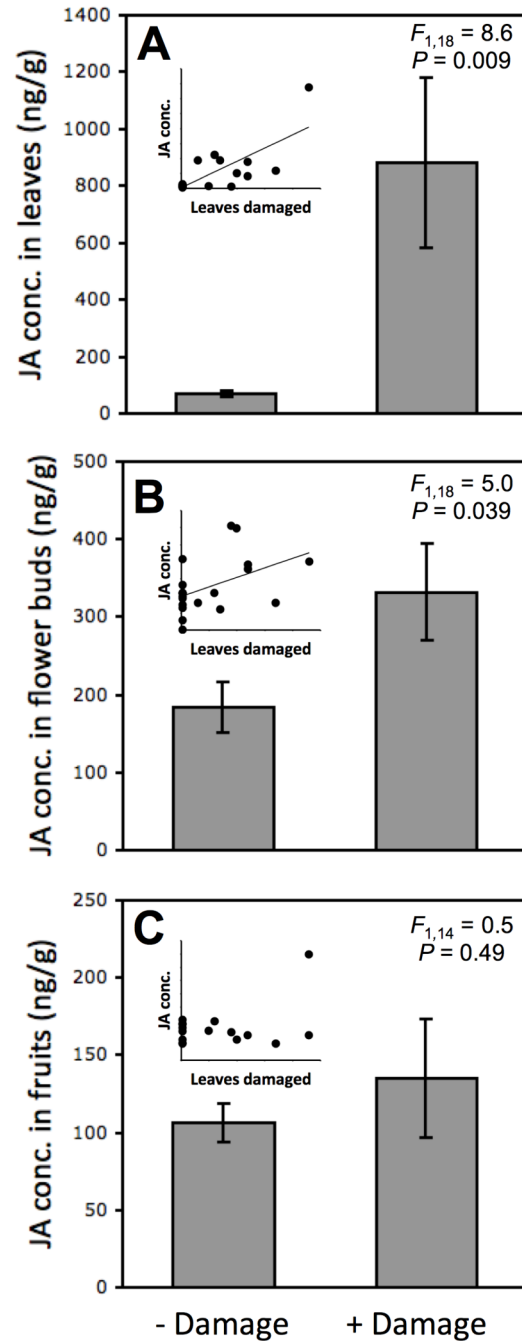 JA conc. in leaves (ng/g)
1400
1200
1000
800
600
400
200
0
A
F1,18 = 8.6
P = 0.009
JA conc.
Leaves damaged
JA conc. in flower buds (ng/g)
500
400
300
200
100
0
B
F1,18 = 5.0
P = 0.039
JA conc.
Leaves damaged
JA conc. in fruits (ng/g)
250
200
150
100
50
0
C
F1,14 = 0.5
P = 0.49
JA conc.
Leaves damaged
- Damage
+ Damage